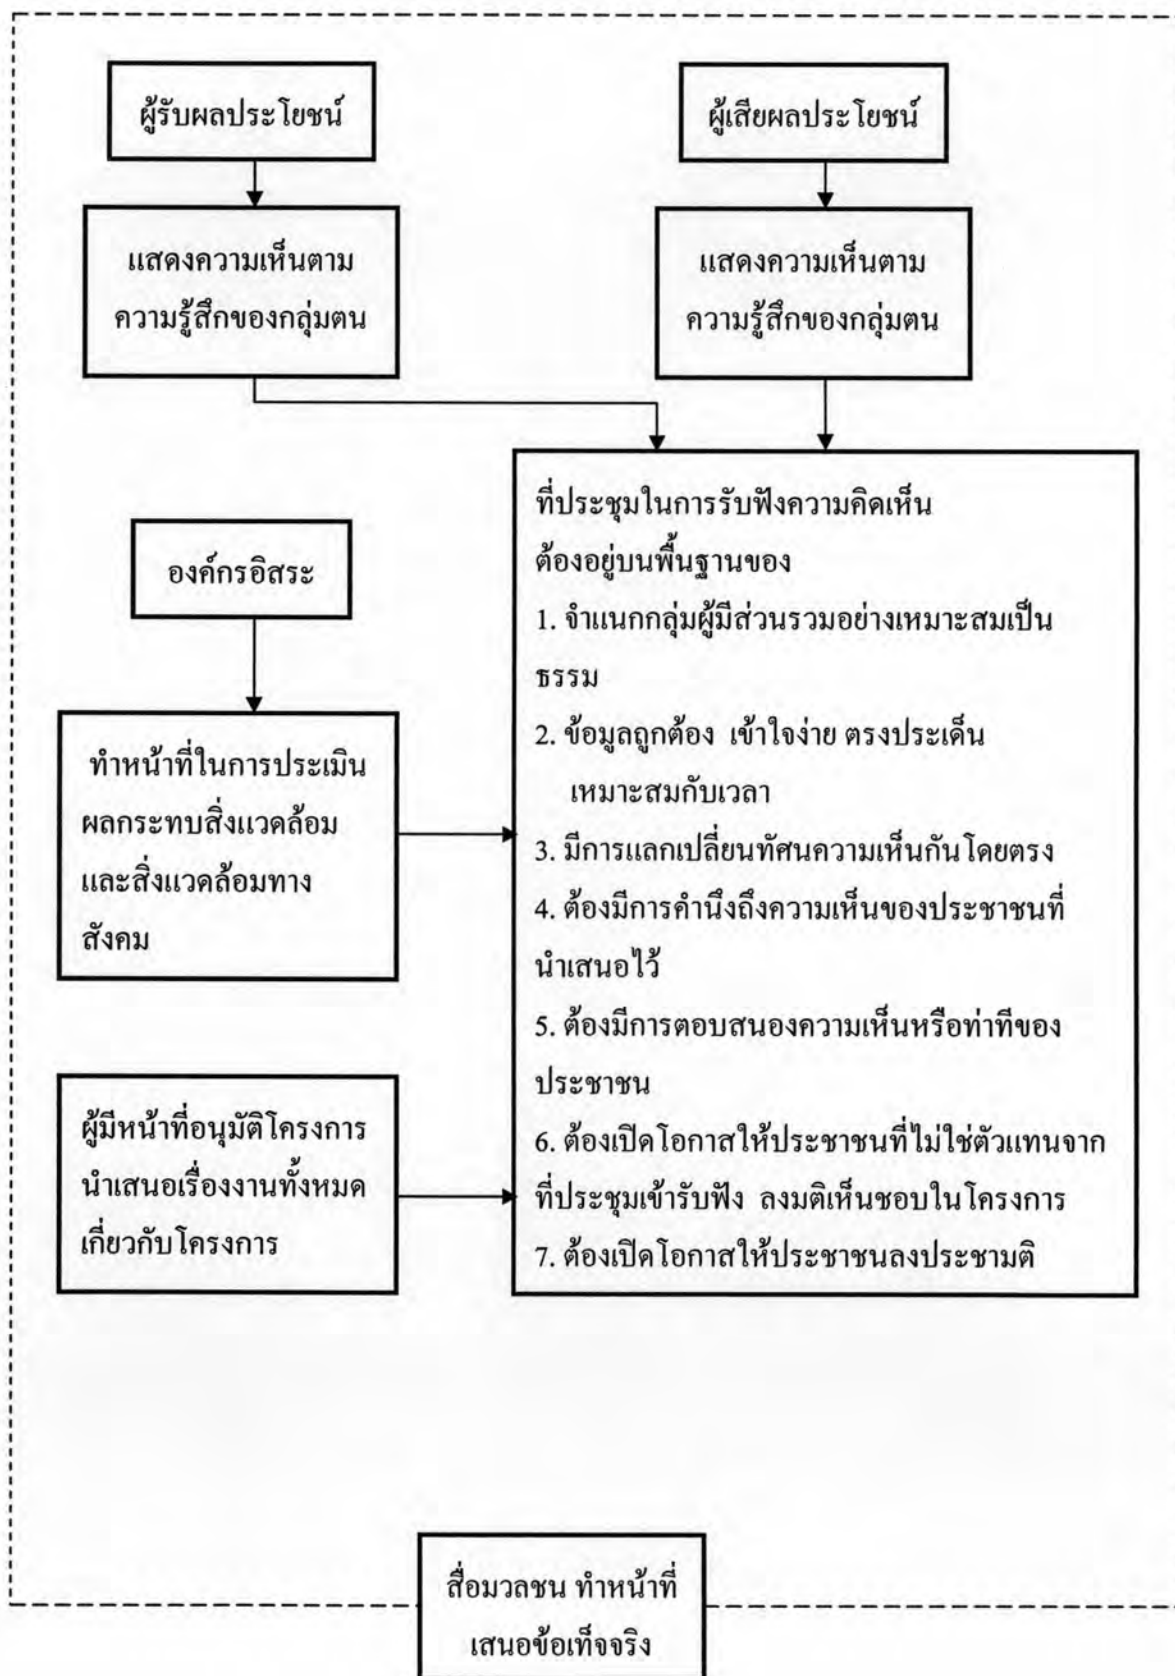 ผู้รับผลประโยชน์
ผู้เสียผลประโยชน์
แสดงความเห็นตาม
ความรู้สึกของกลุ่มตน
แสดงความเห็นตาม
ความรู้สึกของกลุ่มตน
องค์กรอิสระ
ทำหน้าที่ในการประเมิน
ผลกระทบสิ่งแวดล้อม
และสิ่งแวดล้อมทาง
สังคม
ผู้มีหน้าที่อนุมัติโครงการ
นำเสนอเรื่องงานทั้งหมด
เกี่ยวกับโครงการ
ที่ประชุมในการรับฟังความคิดเห็น
ต้องอยู่บนพื้นฐานของ
1. จำแนกกลุ่มผู้มีส่วนรวมอย่างเหมาะสมเป็น
ธรรม
2. ข้อมูลถูกต้อง เข้าใจง่าย ตรงประเด็น
เหมาะสมกับเวลา
3. มีการแลกเปลี่ยนทัศนความเห็นกันโดยตรง
4. ต้องมีการคำนึงถึงความเห็นของประชาชนที่
นำเสนอไว้
5. ต้องมีการตอบสนองความเห็นหรือท่าทีของ
ประชาชน
6. ต้องเปิดโอกาสให้ประชาชนที่ไม่ใช่ตัวแทนจาก
ที่ประชุมเข้ารับฟัง ลงมติเห็นชอบในโครงการ
7. ต้องเปิดโอกาสให้ประชาชนลงประชามติ
สื่อมวลชน ทำหน้าที่
เสนอข้อเท็จจริง